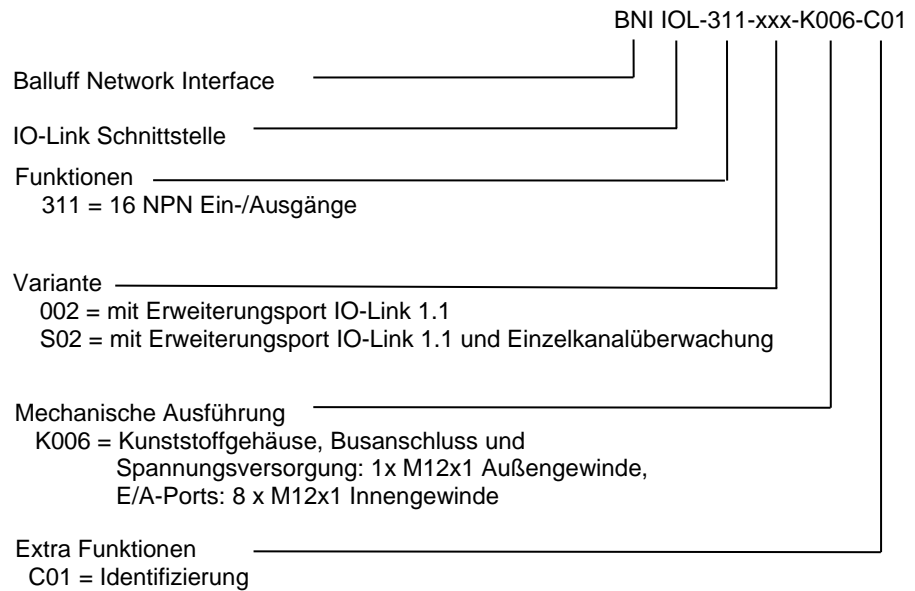 BNI IOL-311-xxx-K006-C01
Balluff Network Interface
IO-Link Schnittstelle
Funktionen
311 = 16 NPN Ein-/Ausgänge
Variante
002 = mit Erweiterungsport IO-Link 1.1
S02 = mit Erweiterungsport IO-Link 1.1 und Einzelkanalüberwachung
Mechanische Ausführung
K006 = Kunststoffgehäuse, Busanschluss und
Spannungsversorgung: 1x M12x1 Außengewinde,
E/A-Ports: 8 x M12x1 Innengewinde
Extra Funktionen
C01 = Identifizierung